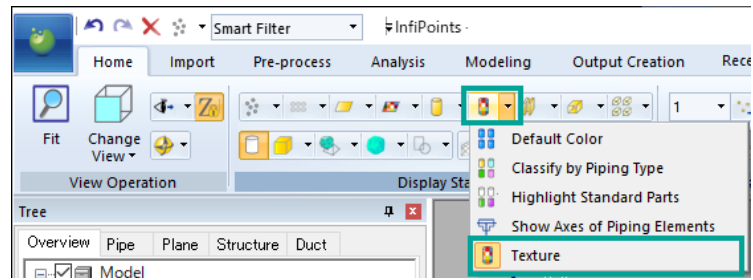 Smart Filter InfiPoints -
Home Import Pre-process Analysis Modeling Output Creation Rece
Fit Change View 1
View Operation Display Sta
Default Color
Classify by Piping Type
Highlight Standard Parts
Show Axes of Piping Elements
Texture
Tree
Overview Pipe Plane Structure Duct
Model